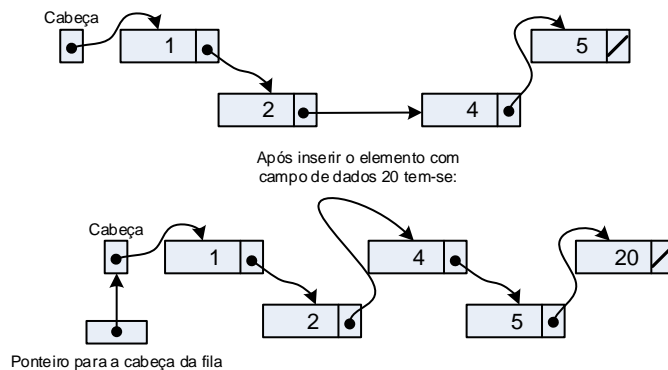 Cabeça
1
5
2
4
Após inserir o elemento com
campo de dados 20 tem-se:
Cabeça
1
4
20
2
5
Ponteiro para a cabeça da fila